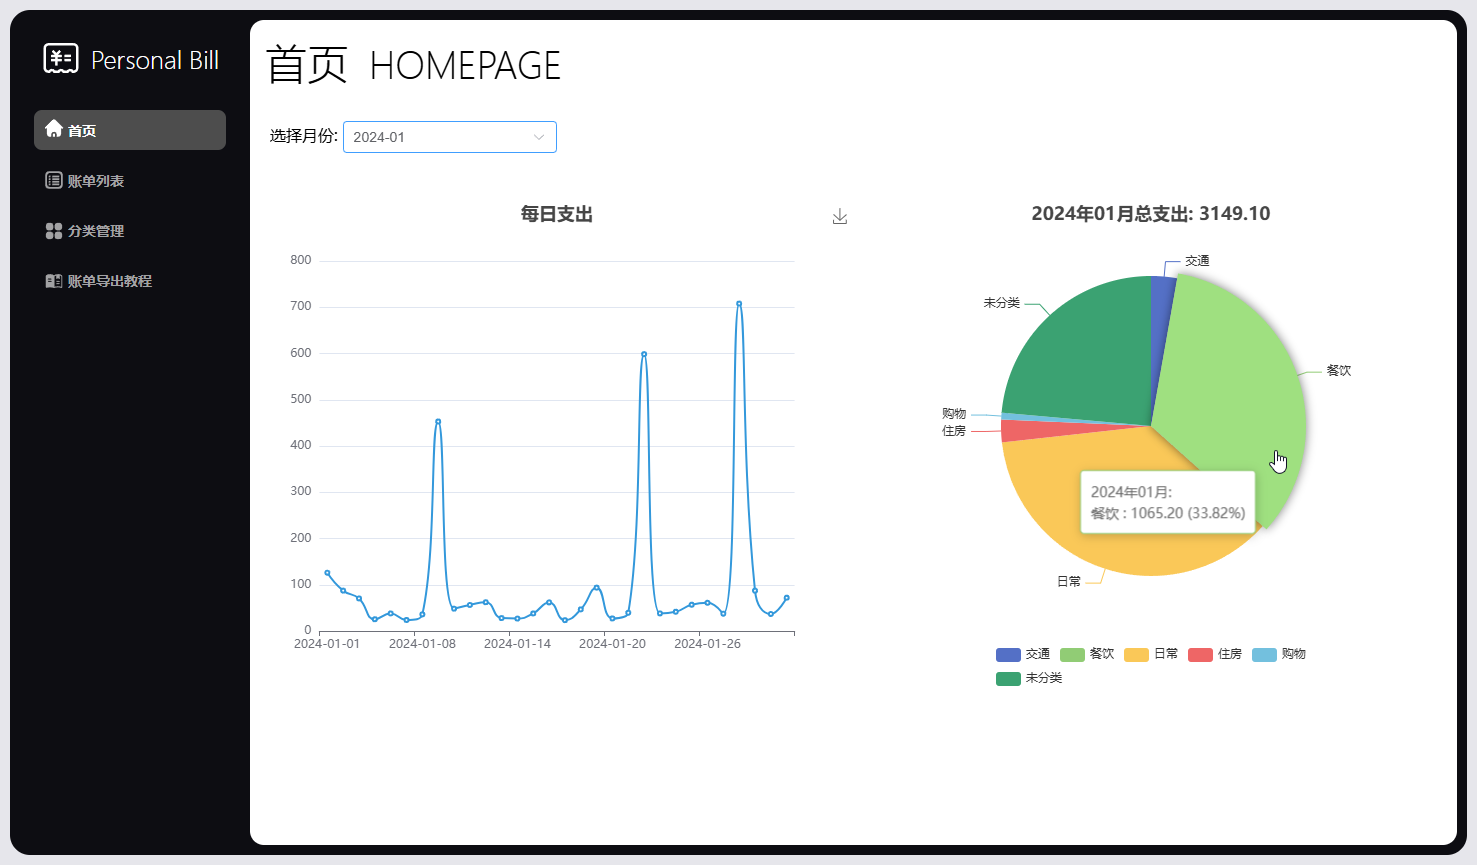 Personal Bill
首页
账单列表
分类管理
账单导出教程
首页 HOMEPAGE
选择月份: 2024-01
每日支出
800
700
600
500
400
300
200
100
0
2024-01-01 2024-01-08 2024-01-14 2024-01-20 2024-01-26
2024年01月总支出: 3149.10
交通
未分类
餐饮
购物
住房
2024年01月:
餐饮 : 1065.20 (33.82%)
日常
交通 餐饮 日常 住房 购物
未分类